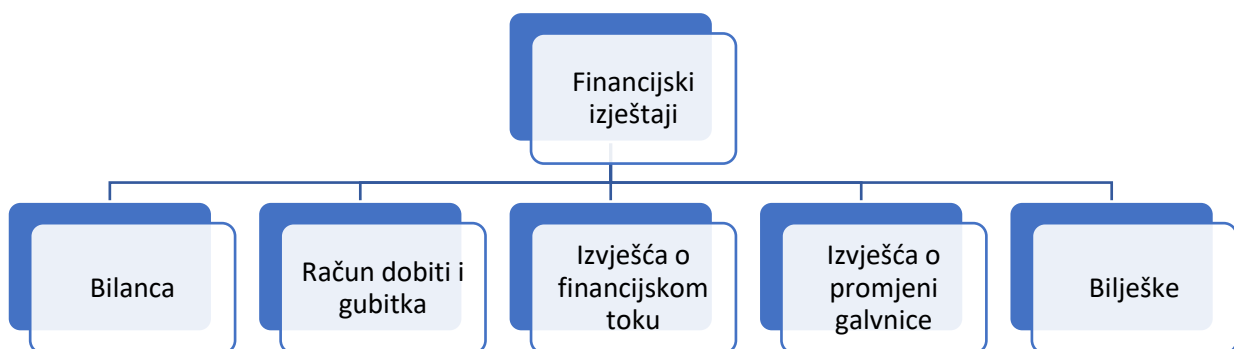 Financijski
izještaji
Bilanca
Račun dobiti i
gubitka
Izvješća o
financijskom
toku
Izvješća o
promjeni
galvnice
Bilješke